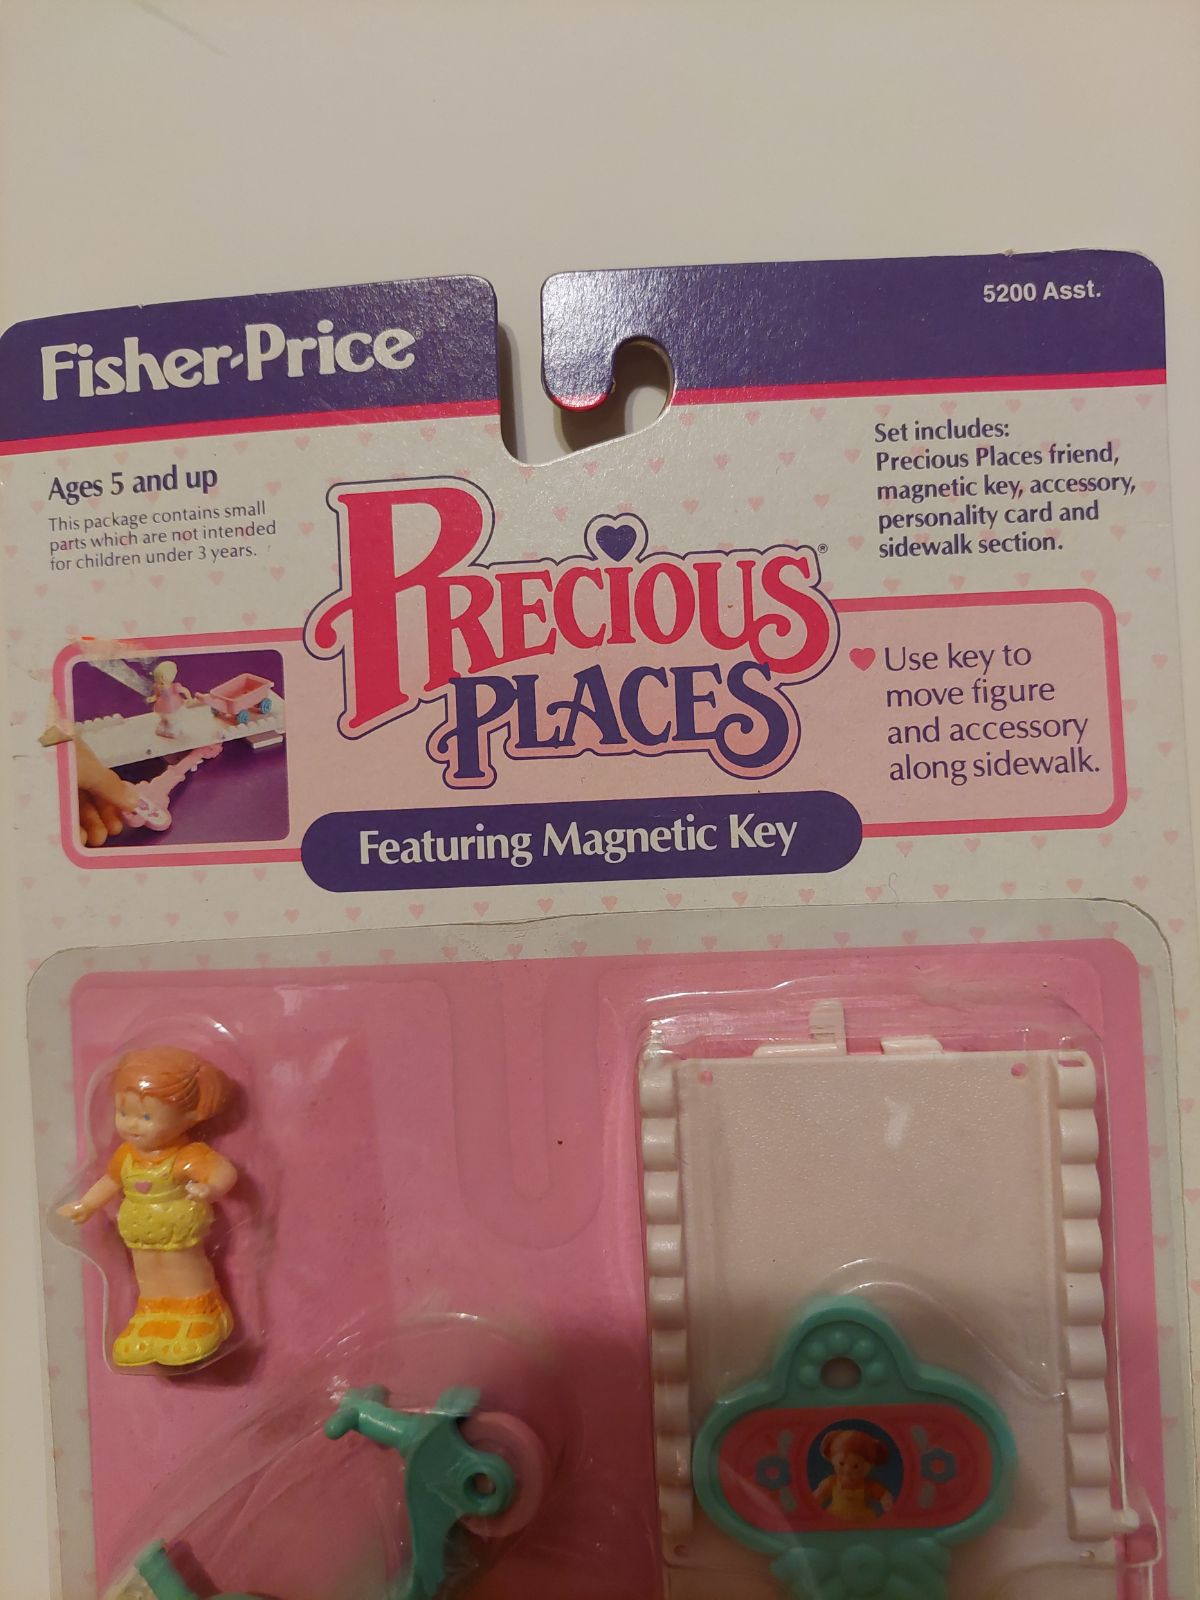 Fisher-Price®
5200 Asst.
Ages 5 and up
This package contains small
parts which are not intended
for children under 3 years.
Set includes:
Precious Places friend,
magnetic key, accessory,
personality card and
sidewalk section.
PRECIOUS®
PLACES
Use key to
move figure
and accessory
along sidewalk.
Featuring Magnetic Key